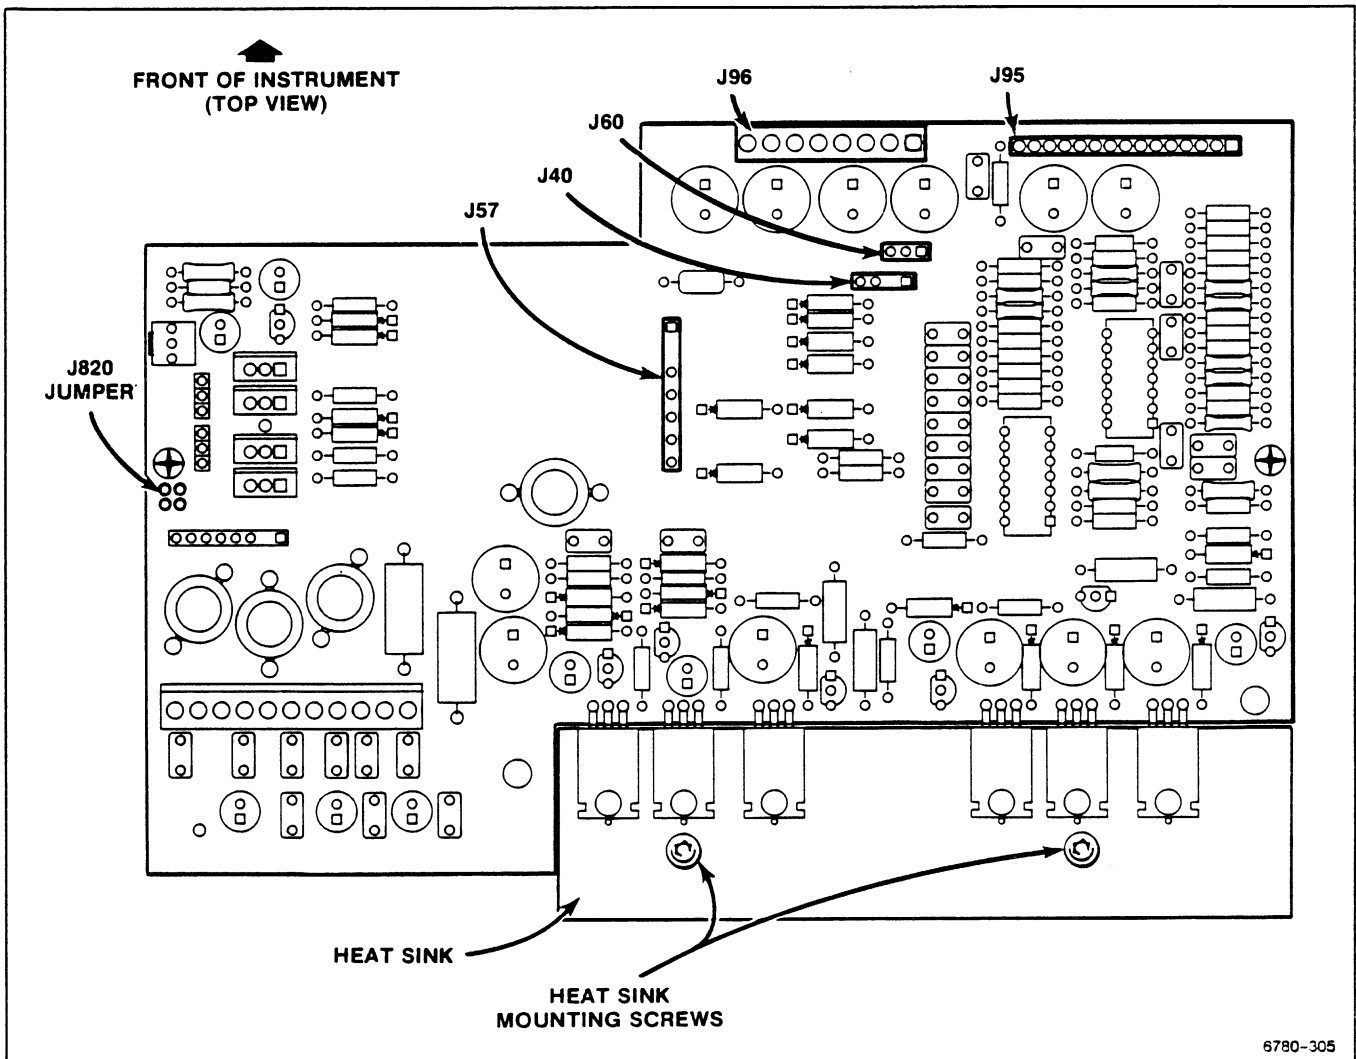 FRONT OF INSTRUMENT
(TOP VIEW)
J96
J95
J60
J40
J57
J820
JUMPER
HEAT SINK
HEAT SINK
MOUNTING SCREWS
6780-305